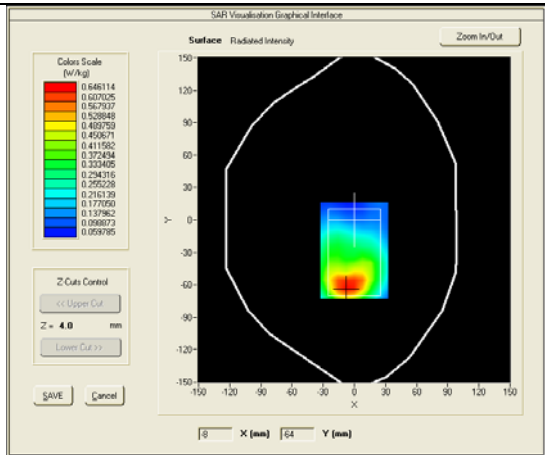 SAR Visualisation Graphical Interface
Surface Radiated Intensity
Zoom In/Out
Colors Scale
(W/kg)
0.646114
0.607025
0.567937
0.528848
0.489759
0.450671
0.411582
0.372494
0.333405
0.294316
0.255228
0.216139
0.177050
0.137962
0.098873
0.059785
Z Cuts Control
<< Upper Cut
Z = 4.0 mm
Lower Cut >>
SAVE Cancel
150
120
90
60
30
0
-30
-60
-90
-120
-150
Y
-150 -120 -90 -60 -30 0 30 60 90 120 150
X
-8 X (mm) -64 Y (mm)